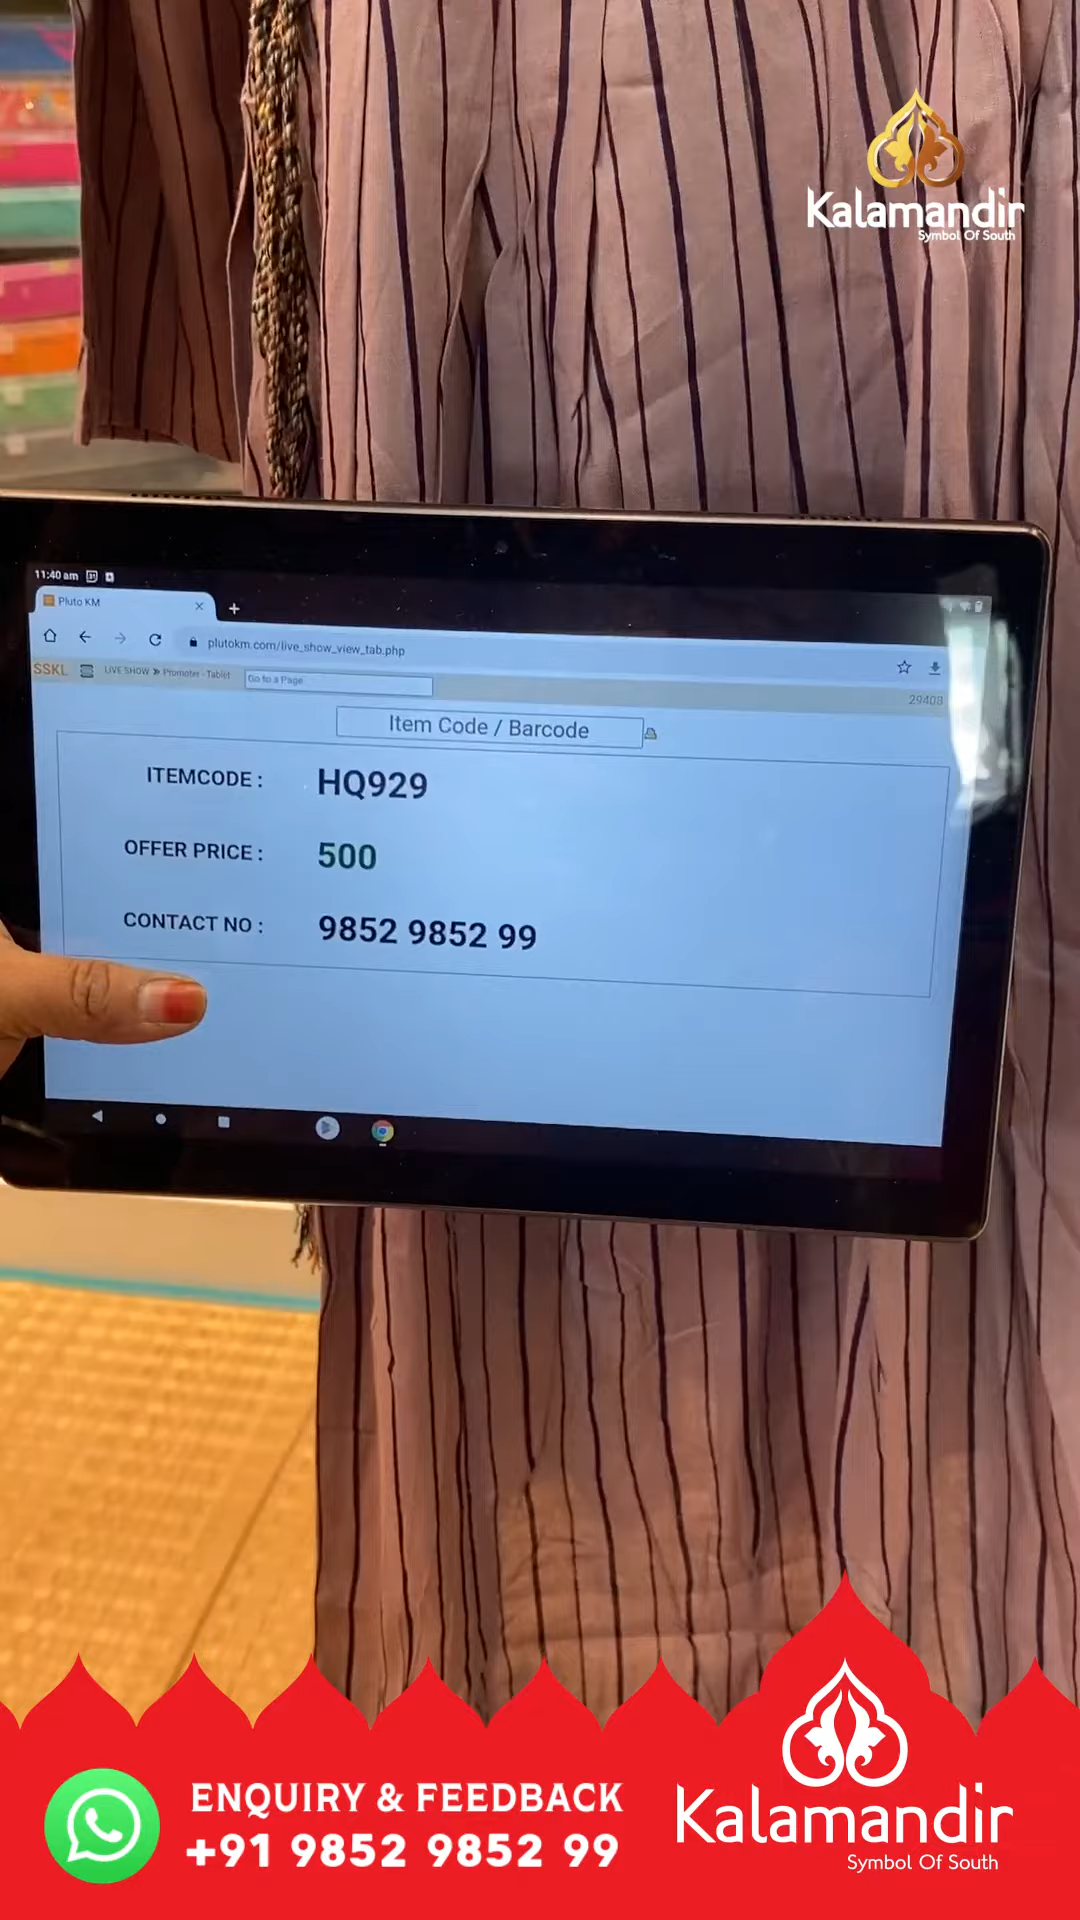 Kalamandir
Symbol Of South
11:40 am
Pluto KM
plutokm.com/live_show_view_tab.php
SSKL
LIVE SHOW
Promoter - Tablet
Go to a Page
29408
Item Code / Barcode
ITEMCODE : HQ929
OFFER PRICE : 500
CONTACT NO : 9852 9852 99
ENQUIRY & FEEDBACK
+91 9852 9852 99
Kalamandir
Symbol Of South